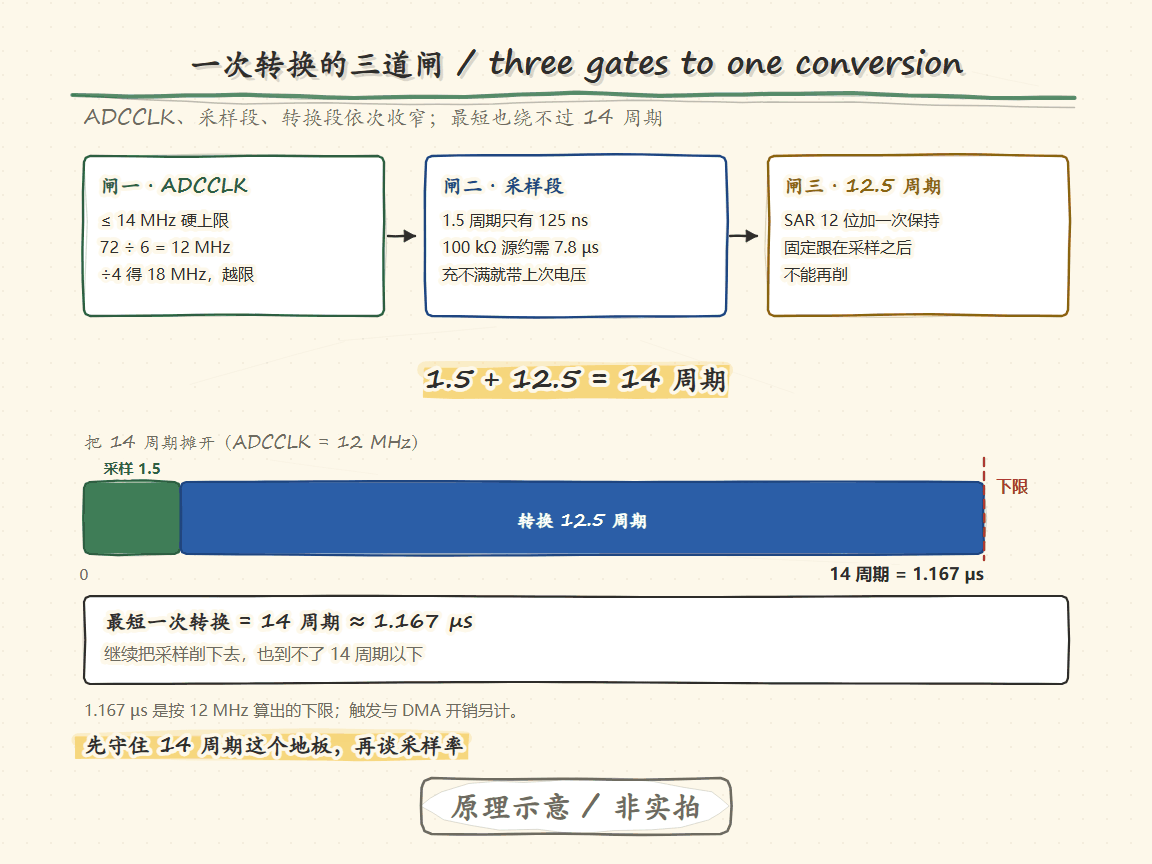 一次转换的三道闸 / three gates to one conversion
ADCCLK、采样段、转换段依次收窄；最短也绕不过 14 周期
闸一 · ADCCLK
≤ 14 MHz 硬上限
72 ÷ 6 = 12 MHz
÷4 得 18 MHz，越限
闸二 · 采样段
1.5 周期只有 125 ns
100 kΩ 源约需 7.8 µs
充不满就带上次电压
闸三 · 12.5 周期
SAR 12 位加一次保持
固定跟在采样之后
不能再削
1.5 + 12.5 = 14 周期
把 14 周期摊开（ADCCLK = 12 MHz）
采样 1.5
下限
转换 12.5 周期
0
14 周期 = 1.167 µs
最短一次转换 = 14 周期 ≈ 1.167 µs
继续把采样削下去，也到不了 14 周期以下
1.167 µs 是按 12 MHz 算出的下限；触发与 DMA 开销另计。
先守住 14 周期这个地板，再谈采样率
原理示意 / 非实拍